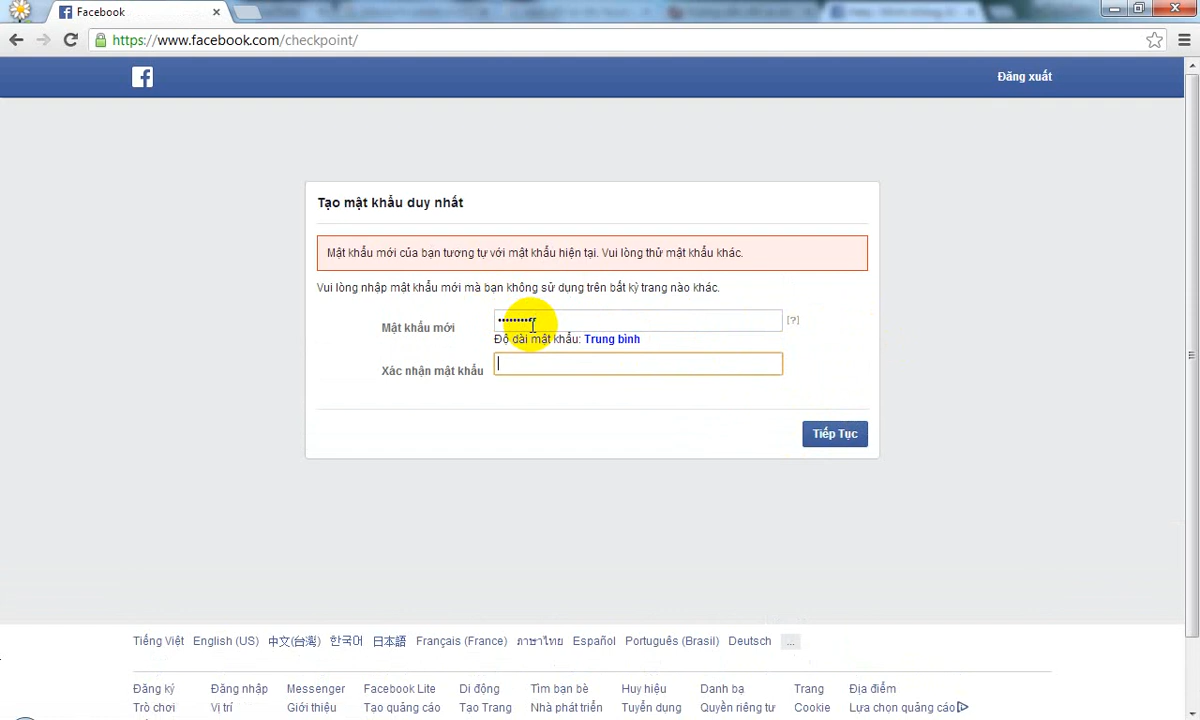 Facebook
https://www.facebook.com/checkpoint/
Đăng xuất
Tạo mật khẩu duy nhất
Mật khẩu mới của bạn tương tự với mật khẩu hiện tại. Vui lòng thử mật khẩu khác.
Vui lòng nhập mật khẩu mới mà bạn không sử dụng trên bất kỳ trang nào khác.
Mật khẩu mới [?]
Độ dài mật khẩu: Trung bình
Xác nhận mật khẩu
Tiếp Tục
Tiếng Việt English (US) 中文(台灣) 한국어 日本語 Français (France) ภาษาไทย Español Português (Brasil) Deutsch ...
Đăng ký Đăng nhập Messenger Facebook Lite Di động Tìm bạn bè Huy hiệu Danh bạ Trang Địa điểm
Trò chơi Vị trí Giới thiệu Tạo quảng cáo Tạo Trang Nhà phát triển Tuyển dụng Quyền riêng tư Cookie Lựa chọn quảng cáo